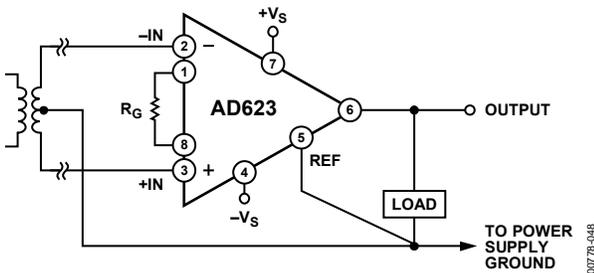 +VS
–IN
2
–
7
1
RG
AD623
6
OUTPUT
5
REF
8
3
+
4
+IN
–VS
LOAD
TO POWER
SUPPLY
GROUND
00778-048